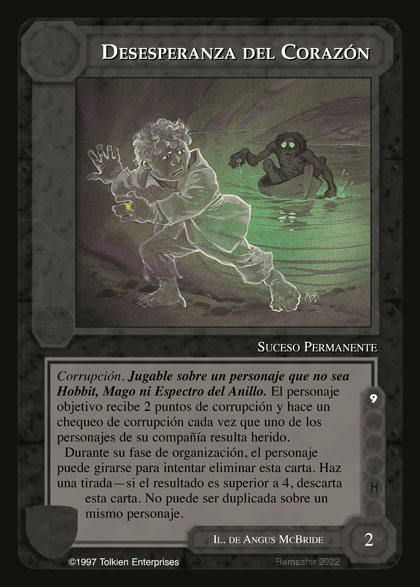 Desesperanza del Corazón
Suceso Permanente
Corrupción. Jugable sobre un personaje que no sea
Hobbit, Mago ni Espectro del Anillo. El personaje
objetivo recibe 2 puntos de corrupción y hace un
chequeo de corrupción cada vez que uno de los
personajes de su compañía resulta herido.
Durante su fase de organización, el personaje
puede girarse para intentar eliminar esta carta. Haz
una tirada—si el resultado es superior a 4, descarta
esta carta. No puede ser duplicada sobre un
mismo personaje.
9
H
Il. de Angus McBride
2
©1997 Tolkien Enterprises
Remaster 2022